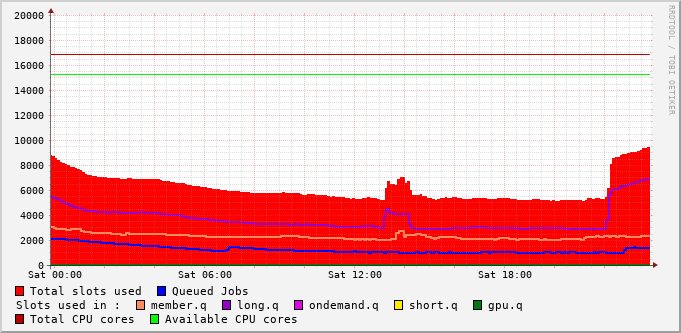 RRDTOOL / TOBI OETIKER
20000
18000
16000
14000
12000
10000
8000
6000
4000
2000
0
Sat 00:00 Sat 06:00 Sat 12:00 Sat 18:00
Total slots used Queued Jobs
Slots used in : member.q long.q ondemand.q short.q gpu.q
Total CPU cores Available CPU cores